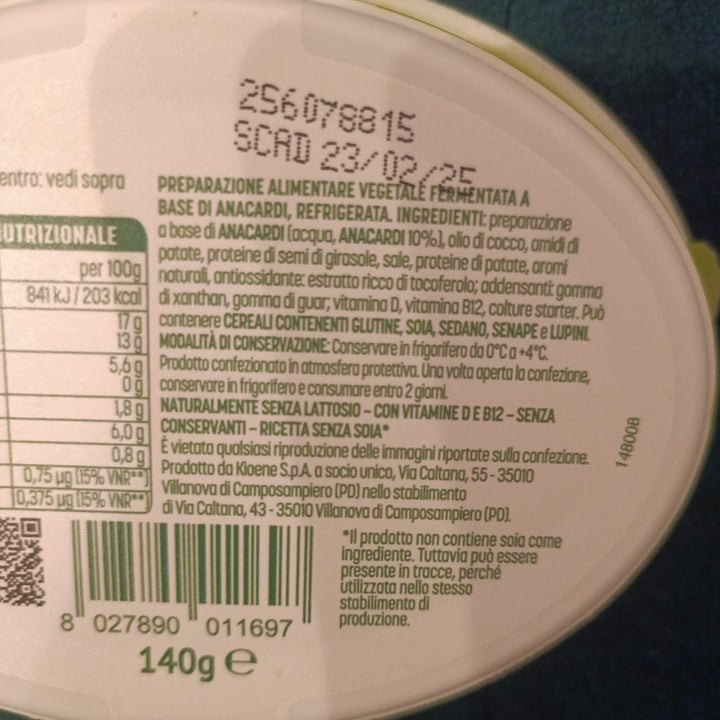 256078815
SCAD 23/02/25
entro: vedi sopra
UTRIZIONALE
per 100g
841 kJ / 203 kcal
17 g
13 g
5,6 g
0 g
1,8 g
6,0 g
0,8 g
0,75 µg (15% VNR**)
0,375 µg (15% VNR**)
PREPARAZIONE ALIMENTARE VEGETALE FERMENTATA A
BASE DI ANACARDI, REFRIGERATA. INGREDIENTI: preparazione
a base di ANACARDI (acqua, ANACARDI 10%), olio di cocco, amidi di
patate, proteine di semi di girasole, sale, proteine di patate, aromi
naturali, antiossidante: estratto ricco di tocoferolo; addensanti: gomma
di xanthan, gomma di guar; vitamina D, vitamina B12, colture starter. Può
contenere CEREALI CONTENENTI GLUTINE, SOIA, SEDANO, SENAPE e LUPINI.
MODALITÀ DI CONSERVAZIONE: Conservare in frigorifero da 0°C a +4°C.
Prodotto confezionato in atmosfera protettiva. Una volta aperta la confezione,
conservare in frigorifero e consumare entro 2 giorni.
NATURALMENTE SENZA LATTOSIO – CON VITAMINE D E B12 – SENZA
CONSERVANTI – RICETTA SENZA SOIA*
È vietata qualsiasi riproduzione delle immagini riportate sulla confezione.
Prodotto da Kioene S.p.A. a socio unico, Via Caltana, 55 - 35010
Villanova di Camposampiero (PD) nello stabilimento
di Via Caltana, 43 - 35010 Villanova di Camposampiero (PD).
148008
*Il prodotto non contiene soia come
ingrediente. Tuttavia può essere
presente in tracce, perché
utilizzata nello stesso
stabilimento di
produzione.
8 027890 011697
140g e